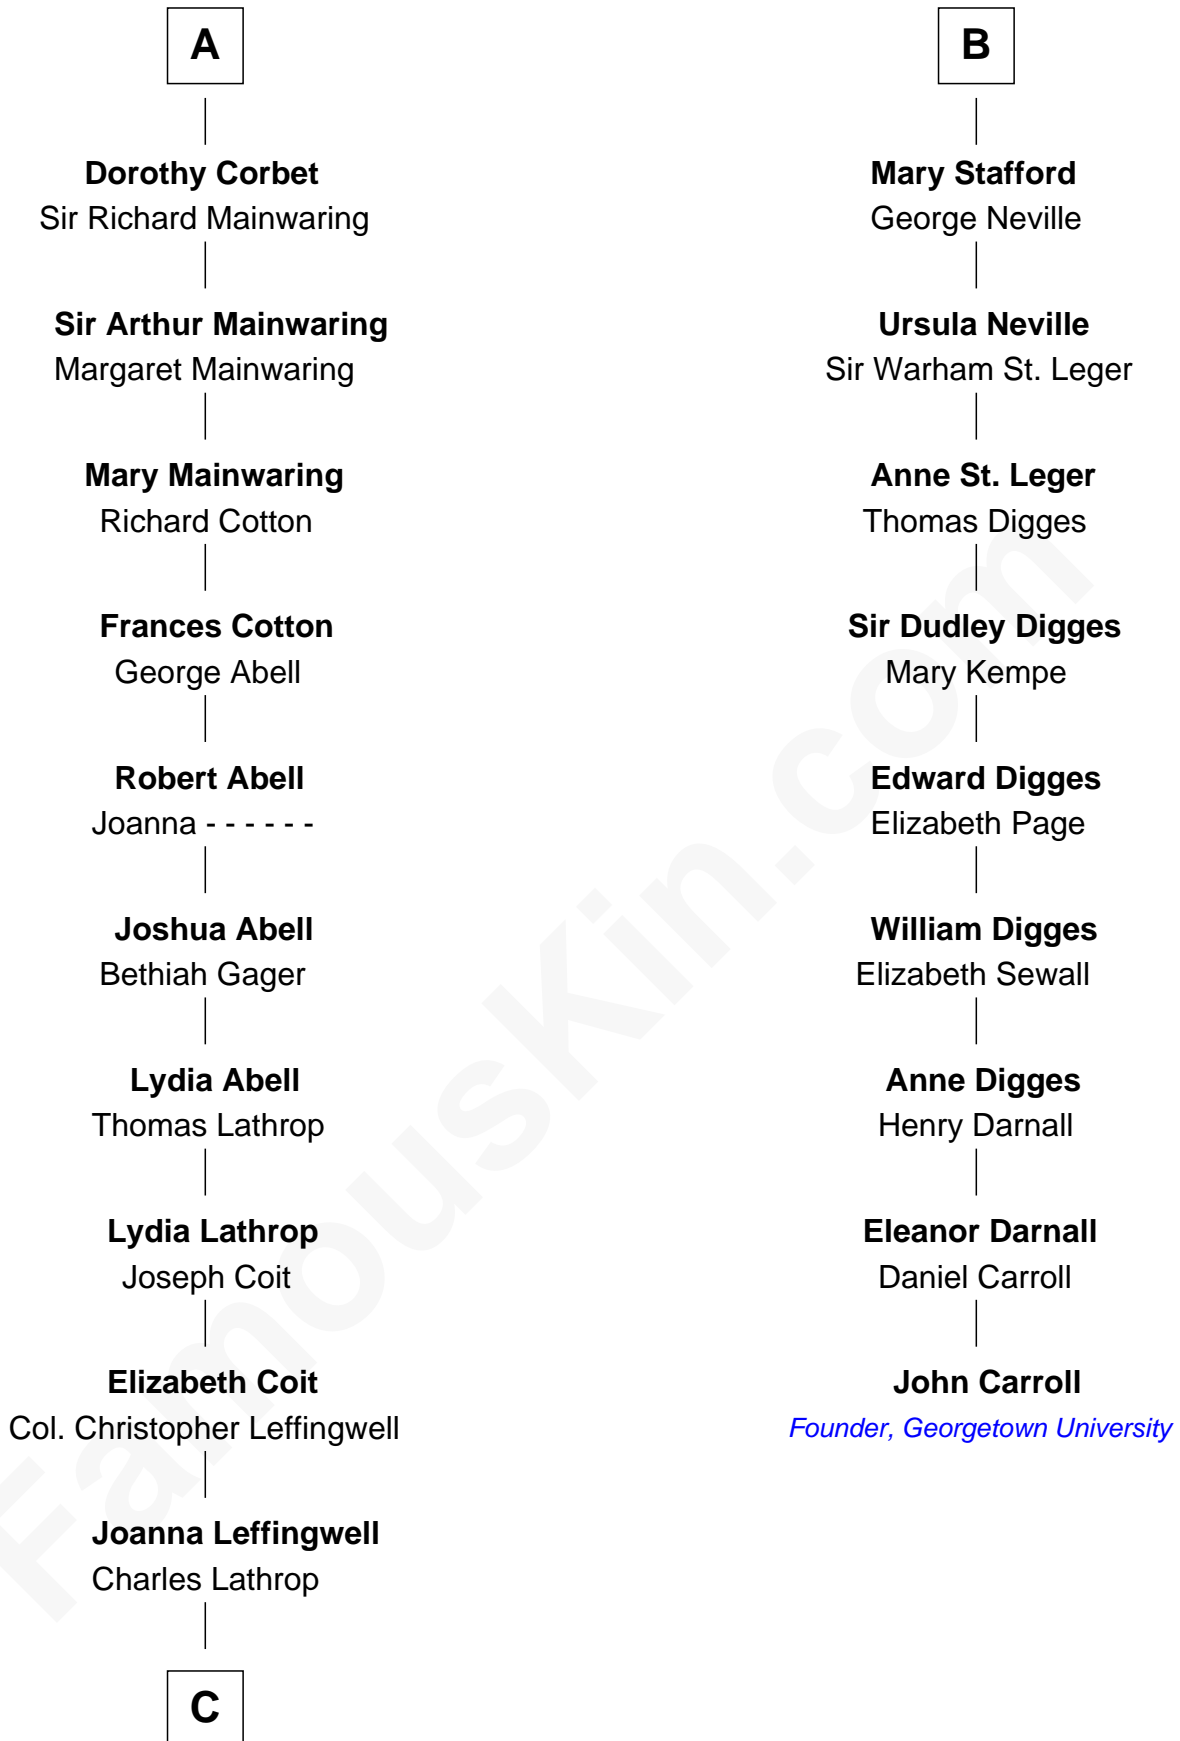 A
Dorothy Corbet
Sir Richard Mainwaring
Sir Arthur Mainwaring
Margaret Mainwaring
Mary Mainwaring
Richard Cotton
Frances Cotton
George Abell
Robert Abell
Joanna - - - - - -
Joshua Abell
Bethiah Gager
Lydia Abell
Thomas Lathrop
Lydia Lathrop
Joseph Coit
Elizabeth Coit
Col. Christopher Leffingwell
Joanna Leffingwell
Charles Lathrop
C
B
Mary Stafford
George Neville
Ursula Neville
Sir Warham St. Leger
Anne St. Leger
Thomas Digges
Sir Dudley Digges
Mary Kempe
Edward Digges
Elizabeth Page
William Digges
Elizabeth Sewall
Anne Digges
Henry Darnall
Eleanor Darnall
Daniel Carroll
John Carroll
Founder, Georgetown University
FamousKin.com